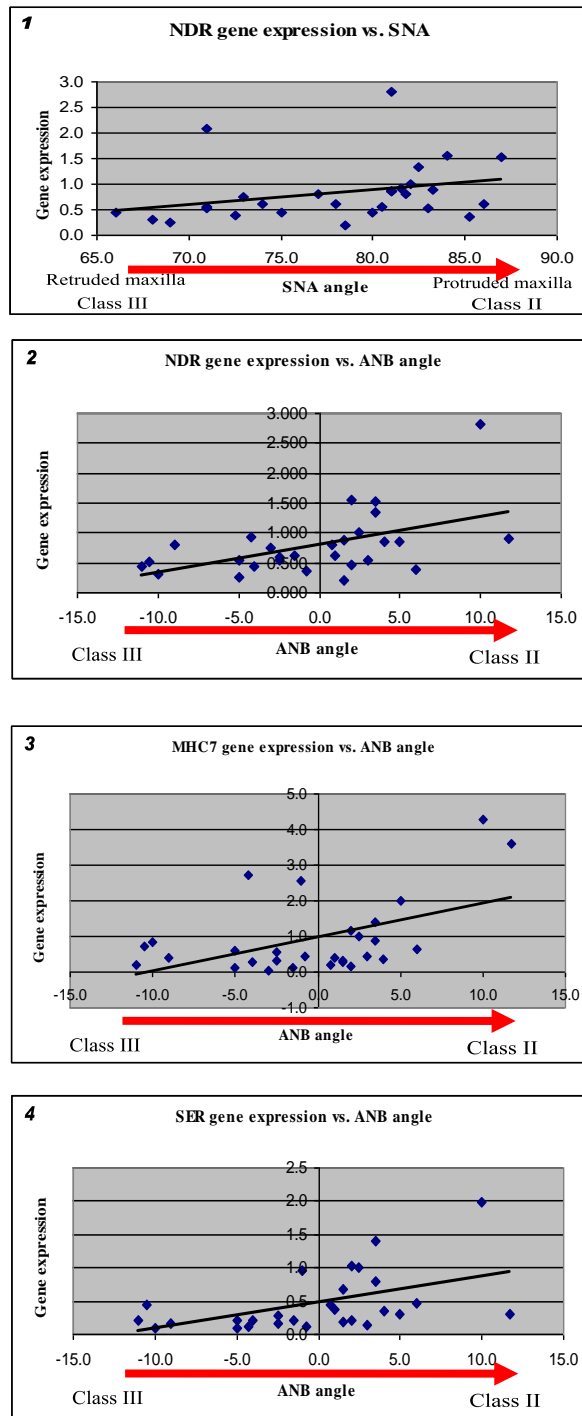 1
NDR gene expression vs. SNA
Gene expression
3.0
2.5
2.0
1.5
1.0
0.5
0.0
65.0 70.0 75.0 80.0 85.0 90.0
Retruded maxilla SNA angle Protruded maxilla
Class III Class II
2
NDR gene expression vs. ANB angle
Gene expression
3.000
2.500
2.000
1.500
1.000
0.500
0.000
-15.0 -10.0 -5.0 0.0 5.0 10.0 15.0
Class III ANB angle Class II
3
MHC7 gene expression vs. ANB angle
Gene expression
5.0
4.0
3.0
2.0
1.0
0.0
-1.0
-15.0 -10.0 -5.0 0.0 5.0 10.0 15.0
Class III ANB angle Class II
4
SER gene expression vs. ANB angle
Gene expression
2.5
2.0
1.5
1.0
0.5
0.0
-15.0 -10.0 -5.0 0.0 5.0 10.0 15.0
Class III ANB angle Class II